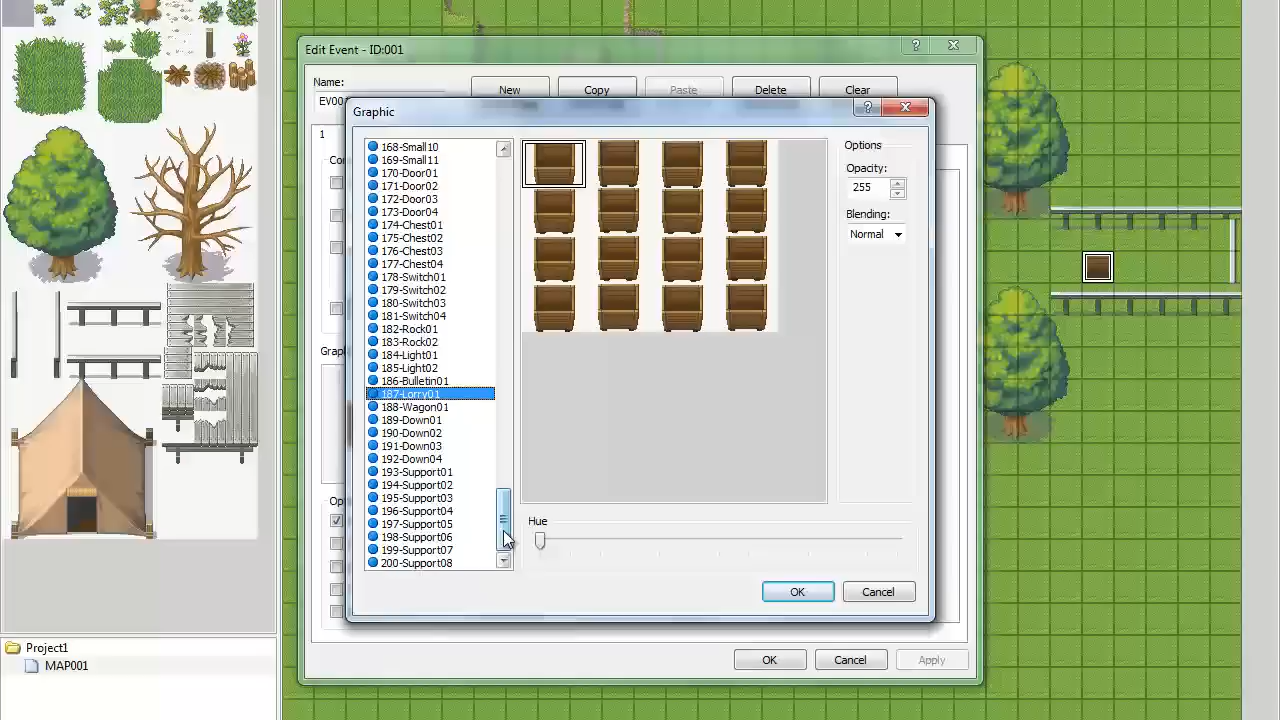 Edit Event - ID:001
Name:
New
Copy
Paste
Delete
Clear
Graphic
1
168-Small10
169-Small11
170-Door01
171-Door02
172-Door03
173-Door04
174-Chest01
175-Chest02
176-Chest03
177-Chest04
178-Switch01
179-Switch02
180-Switch03
181-Switch04
182-Rock01
183-Rock02
184-Light01
185-Light02
186-Bulletin01
187-Lorry01
188-Wagon01
189-Down01
190-Down02
191-Down03
192-Down04
193-Support01
194-Support02
195-Support03
196-Support04
197-Support05
198-Support06
199-Support07
200-Support08
Options
Opacity:
255
Blending:
Normal
Hue
OK
Cancel
OK
Cancel
Apply
Project1
MAP001